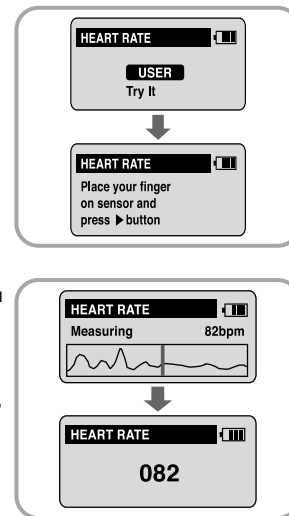 HEART RATE
USER
Try It
HEART RATE
Place your finger
on sensor and
press ▶ button
HEART RATE
Measuring 82bpm
HEART RATE
082